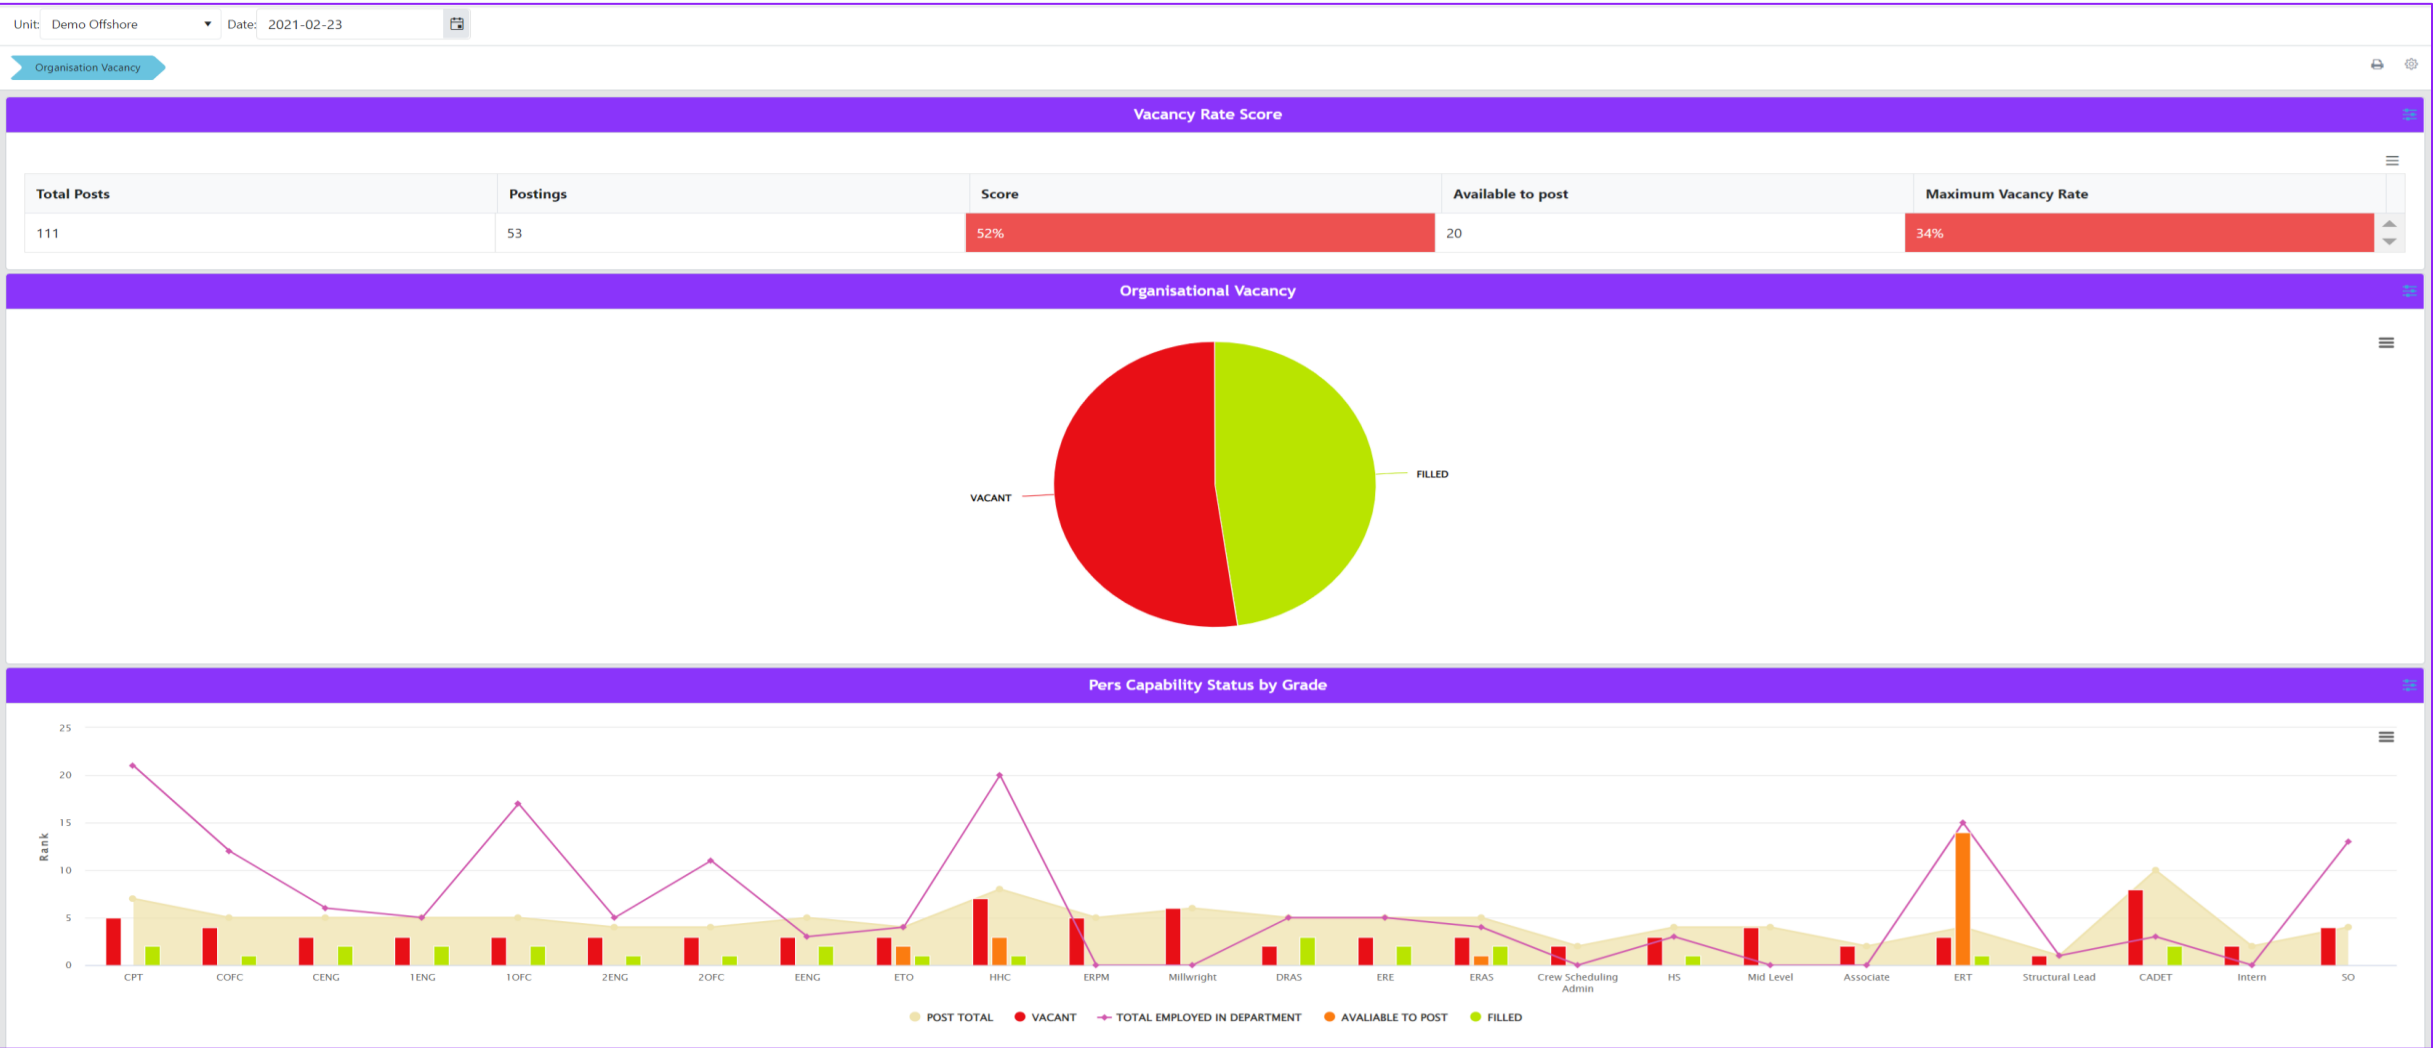 Unit: Demo Offshore Date: 2021-02-23
Organisation Vacancy
Vacancy Rate Score
Total Posts Postings Score Available to post Maximum Vacancy Rate
111 53 52% 20 34%
Organisational Vacancy
FILLED
VACANT
Pers Capability Status by Grade
25
20
15
10
5
0
Rank
CPT COFC CENG 1ENG 1OFC 2ENG 2OFC EENG ETO HHC ERPM Millwright DRAS ERE ERAS Crew Scheduling HS Mid Level Associate ERT Structural Lead CADET Intern SO
Admin
POST TOTAL VACANT TOTAL EMPLOYED IN DEPARTMENT AVALIABLE TO POST FILLED